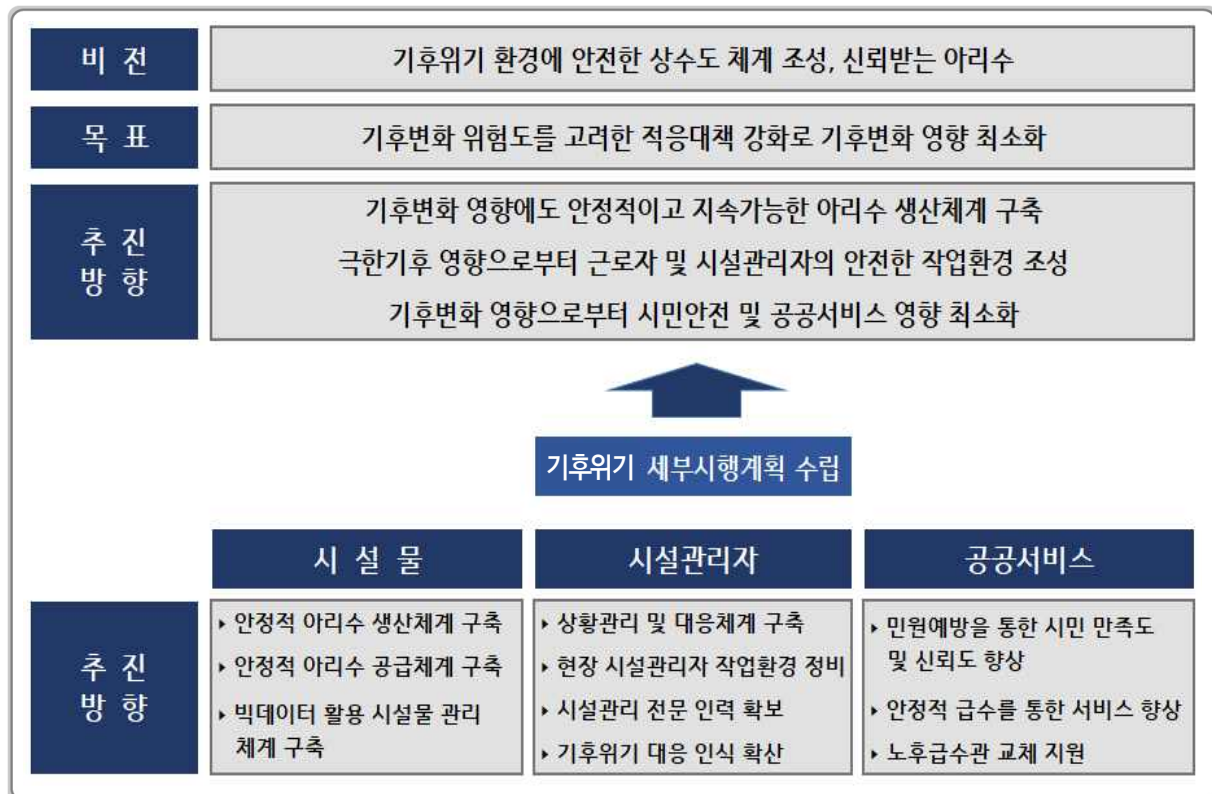 비 전
기후위기 환경에 안전한 상수도 체계 조성, 신뢰받는 아리수
목 표
기후변화 위험도를 고려한 적응대책 강화로 기후변화 영향 최소화
추 진
방 향
기후변화 영향에도 안정적이고 지속가능한 아리수 생산체계 구축
극한기후 영향으로부터 근로자 및 시설관리자의 안전한 작업환경 조성
기후변화 영향으로부터 시민안전 및 공공서비스 영향 최소화
기후위기 세부시행계획 수립
시 설 물
시설관리자
공공서비스
추 진
방 향
‣ 안정적 아리수 생산체계 구축
‣ 안정적 아리수 공급체계 구축
‣ 빅데이터 활용 시설물 관리
체계 구축
‣ 상황관리 및 대응체계 구축
‣ 현장 시설관리자 작업환경 정비
‣ 시설관리 전문 인력 확보
‣ 기후위기 대응 인식 확산
‣ 민원예방을 통한 시민 만족도
및 신뢰도 향상
‣ 안정적 급수를 통한 서비스 향상
‣ 노후급수관 교체 지원